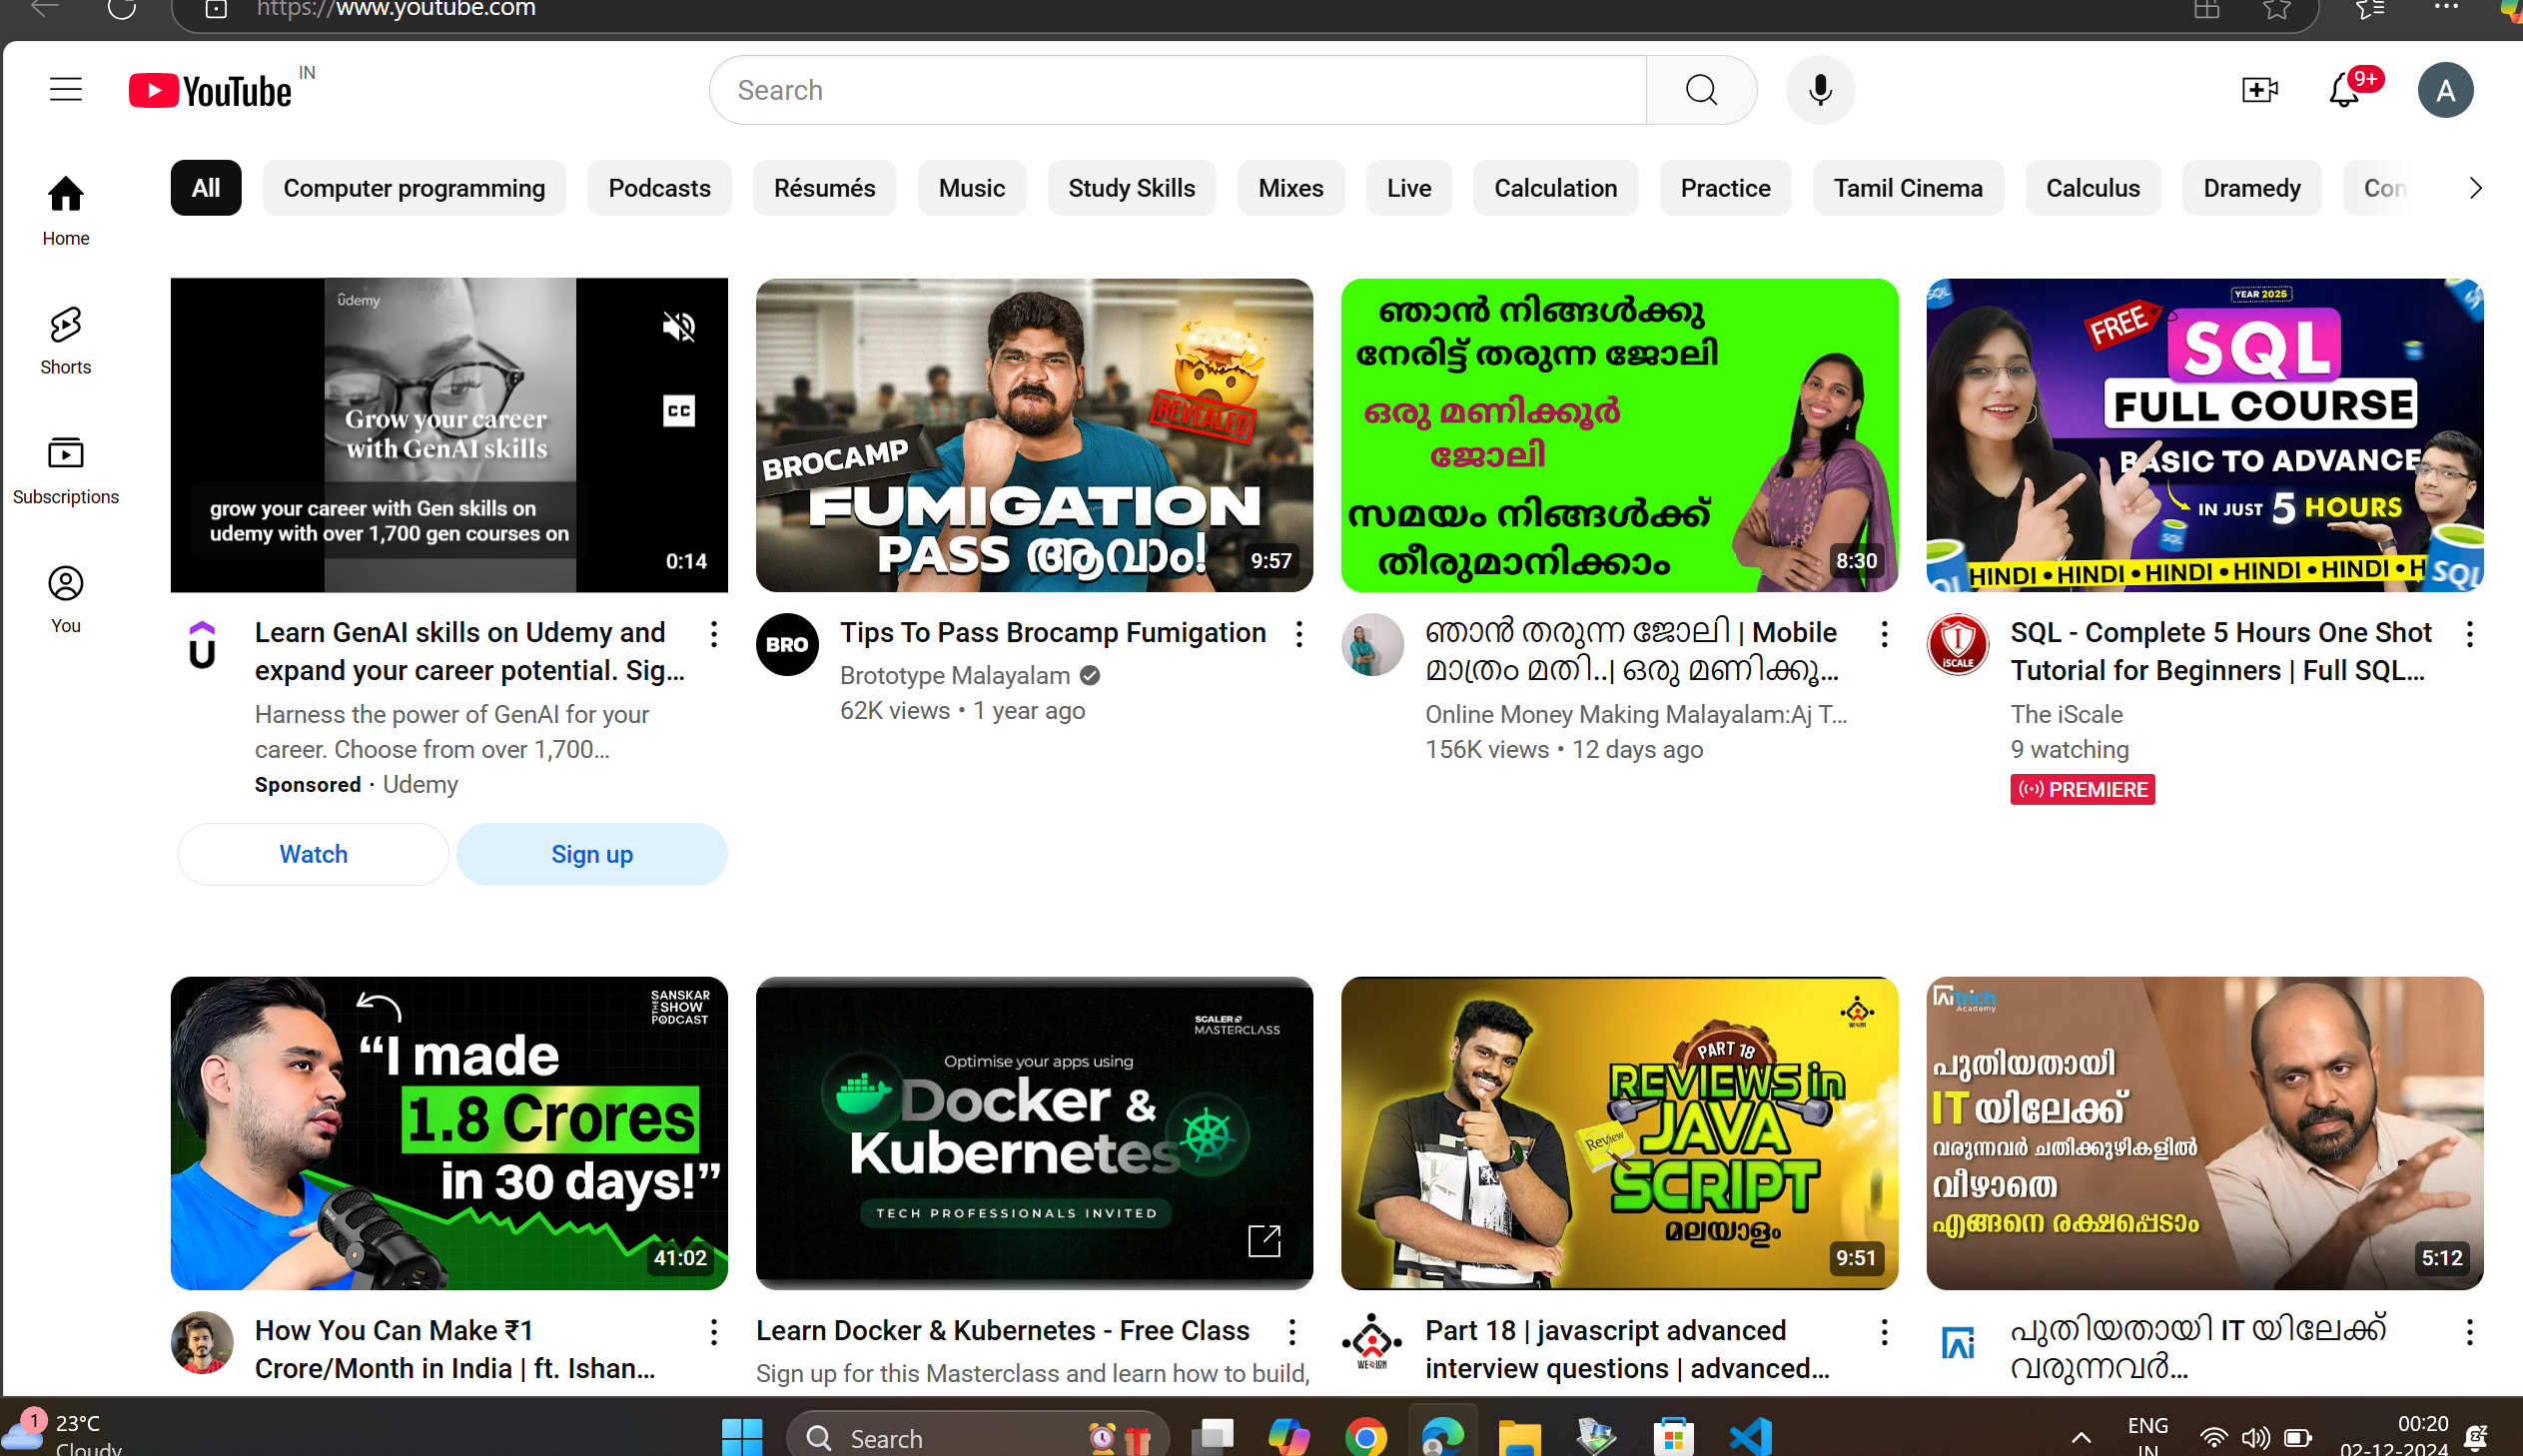 https://www.youtube.com
YouTube IN
Search
9+
A
All
Computer programming
Podcasts
Résumés
Music
Study Skills
Mixes
Live
Calculation
Practice
Tamil Cinema
Calculus
Dramedy
Con
Home
Shorts
Subscriptions
You
ûdemy
Grow your career
with GenAI skills
CC
grow your career with Gen skills on
udemy with over 1,700 gen courses on
0:14
Learn GenAI skills on Udemy and
expand your career potential. Sig...
Harness the power of GenAI for your
career. Choose from over 1,700...
Sponsored · Udemy
Watch
Sign up
REVEALED
BROCAMP
FUMIGATION
PASS ആവാം!
9:57
BRO
Tips To Pass Brocamp Fumigation
Brototype Malayalam
62K views • 1 year ago
ഞാൻ നിങ്ങൾക്കു
നേരിട്ട് തരുന്ന ജോലി
ഒരു മണിക്കൂർ
ജോലി
സമയം നിങ്ങൾക്ക്
തീരുമാനിക്കാം
8:30
ഞാൻ തരുന്ന ജോലി | Mobile
മാത്രം മതി..| ഒരു മണിക്കൂ...
Online Money Making Malayalam:Aj T...
156K views • 12 days ago
YEAR 2025
FREE
SQL
FULL COURSE
BASIC TO ADVANCE
IN JUST 5 HOURS
HINDI • HINDI • HINDI • HINDI • HINDI • H
SQL
SQL
iSCALE
SQL - Complete 5 Hours One Shot
Tutorial for Beginners | Full SQL...
The iScale
9 watching
PREMIERE
SANSKAR
THE SHOW
PODCAST
“I made
1.8 Crores
in 30 days!”
41:02
How You Can Make ₹1
Crore/Month in India | ft. Ishan...
SCALER
MASTERCLASS
Optimise your apps using
Docker &
Kubernetes
TECH PROFESSIONALS INVITED
Learn Docker & Kubernetes - Free Class
Sign up for this Masterclass and learn how to build,
PART 18
REVIEWS in
Review
JAVA
SCRIPT
മലയാളം
9:51
Part 18 | javascript advanced
interview questions | advanced...
Aitrich
Academy
പുതിയതായി
IT യിലേക്ക്
വരുന്നവർ ചതിക്കുഴികളിൽ
വീഴാതെ
എങ്ങനെ രക്ഷപ്പെടാം
5:12
പുതിയതായി IT യിലേക്ക്
വരുന്നവർ...
1
23°C
Cloudy
Search
ENG
IN
00:20
02-12-2024